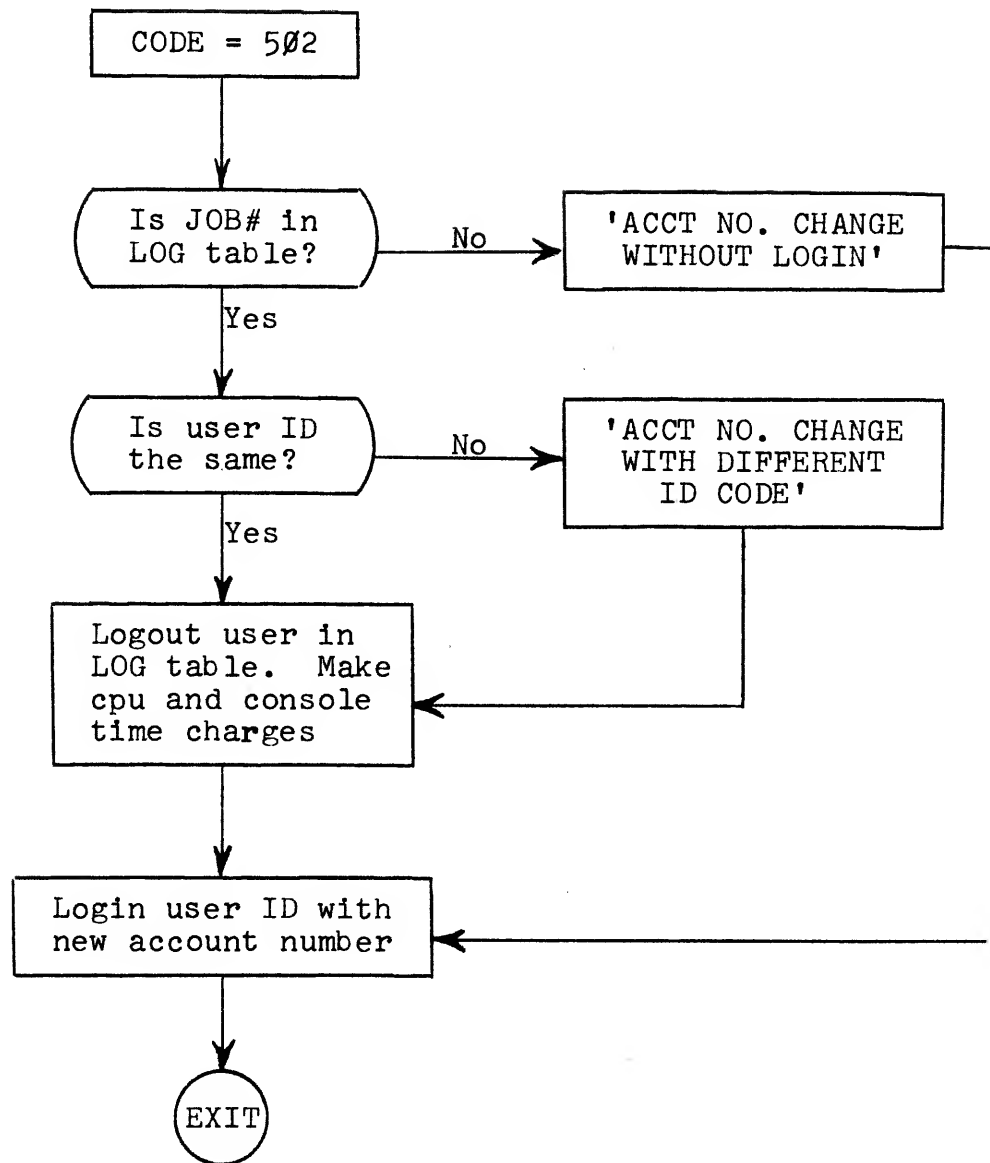 CODE = 5Ø2
Is JOB# in
LOG table?
No
'ACCT NO. CHANGE
WITHOUT LOGIN'
Yes
Is user ID
the same?
No
'ACCT NO. CHANGE
WITH DIFFERENT
ID CODE'
Yes
Logout user in
LOG table. Make
cpu and console
time charges
Login user ID with
new account number
EXIT